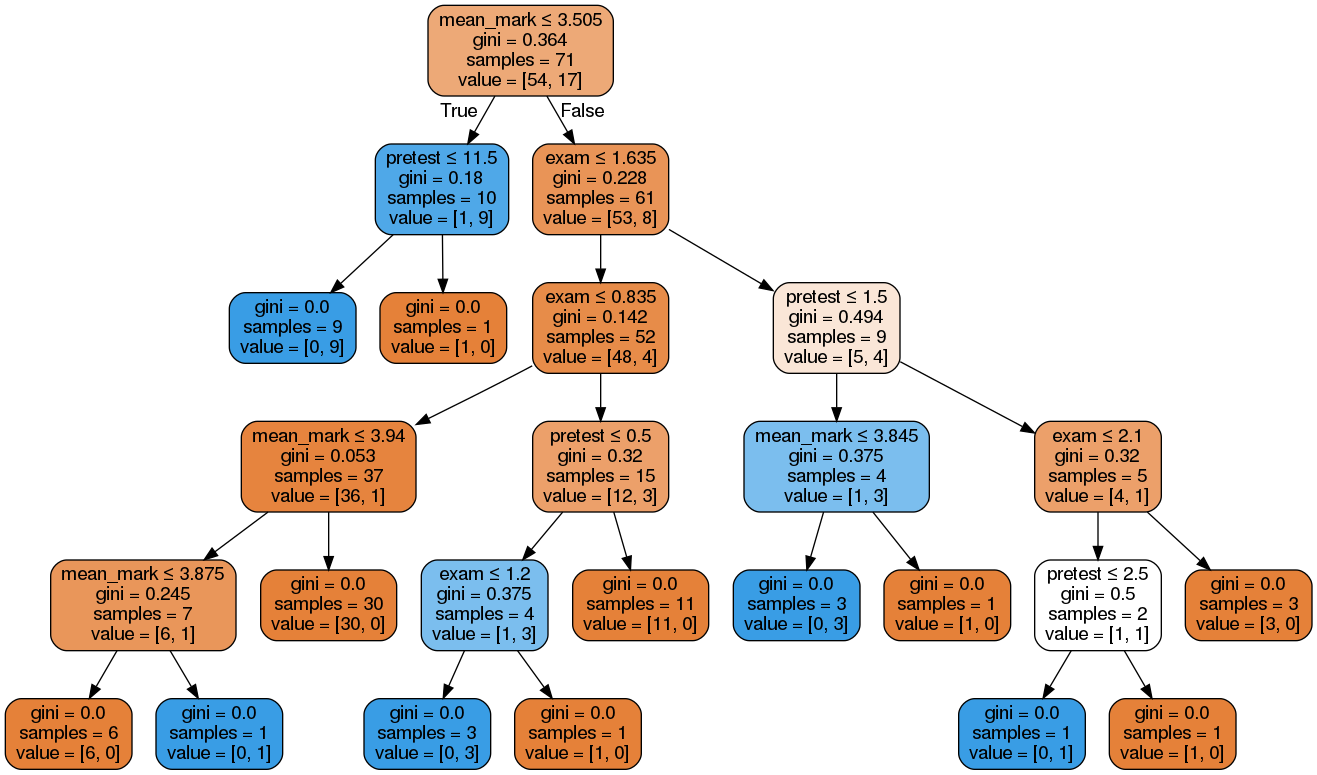 mean_mark ≤ 3.505
gini = 0.364
samples = 71
value = [54, 17]
True
False
pretest ≤ 11.5
gini = 0.18
samples = 10
value = [1, 9]
exam ≤ 1.635
gini = 0.228
samples = 61
value = [53, 8]
gini = 0.0
samples = 9
value = [0, 9]
gini = 0.0
samples = 1
value = [1, 0]
exam ≤ 0.835
gini = 0.142
samples = 52
value = [48, 4]
pretest ≤ 1.5
gini = 0.494
samples = 9
value = [5, 4]
mean_mark ≤ 3.94
gini = 0.053
samples = 37
value = [36, 1]
pretest ≤ 0.5
gini = 0.32
samples = 15
value = [12, 3]
mean_mark ≤ 3.845
gini = 0.375
samples = 4
value = [1, 3]
exam ≤ 2.1
gini = 0.32
samples = 5
value = [4, 1]
mean_mark ≤ 3.875
gini = 0.245
samples = 7
value = [6, 1]
gini = 0.0
samples = 30
value = [30, 0]
exam ≤ 1.2
gini = 0.375
samples = 4
value = [1, 3]
gini = 0.0
samples = 11
value = [11, 0]
gini = 0.0
samples = 3
value = [0, 3]
gini = 0.0
samples = 1
value = [1, 0]
pretest ≤ 2.5
gini = 0.5
samples = 2
value = [1, 1]
gini = 0.0
samples = 3
value = [3, 0]
gini = 0.0
samples = 6
value = [6, 0]
gini = 0.0
samples = 1
value = [0, 1]
gini = 0.0
samples = 3
value = [0, 3]
gini = 0.0
samples = 1
value = [1, 0]
gini = 0.0
samples = 1
value = [0, 1]
gini = 0.0
samples = 1
value = [1, 0]